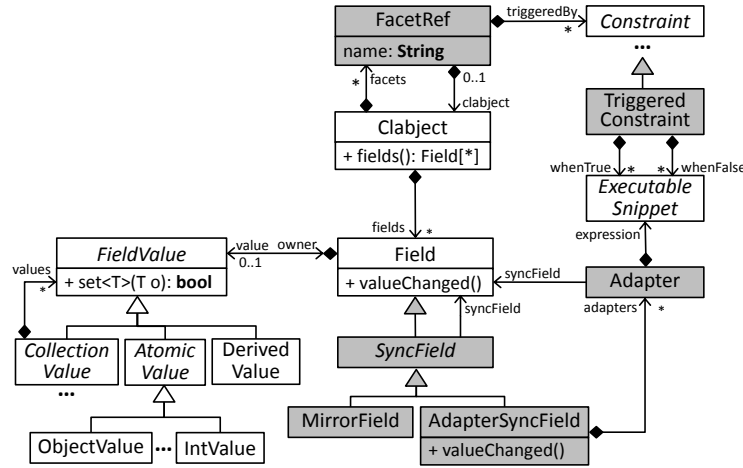 FacetRef
name: String
triggeredBy
*
Constraint
...
*
facets
0..1
clabject
Clabject
+ fields(): Field[*]
Triggered
Constraint
whenTrue
*
*
whenFalse
Executable
Snippet
expression
fields
*
FieldValue
+ set<T>(T o): bool
value
owner
0..1
Field
+ valueChanged()
syncField
Adapter
adapters
*
values
*
syncField
Collection
Value
...
Atomic
Value
Derived
Value
SyncField
ObjectValue
...
IntValue
MirrorField
AdapterSyncField
+ valueChanged()